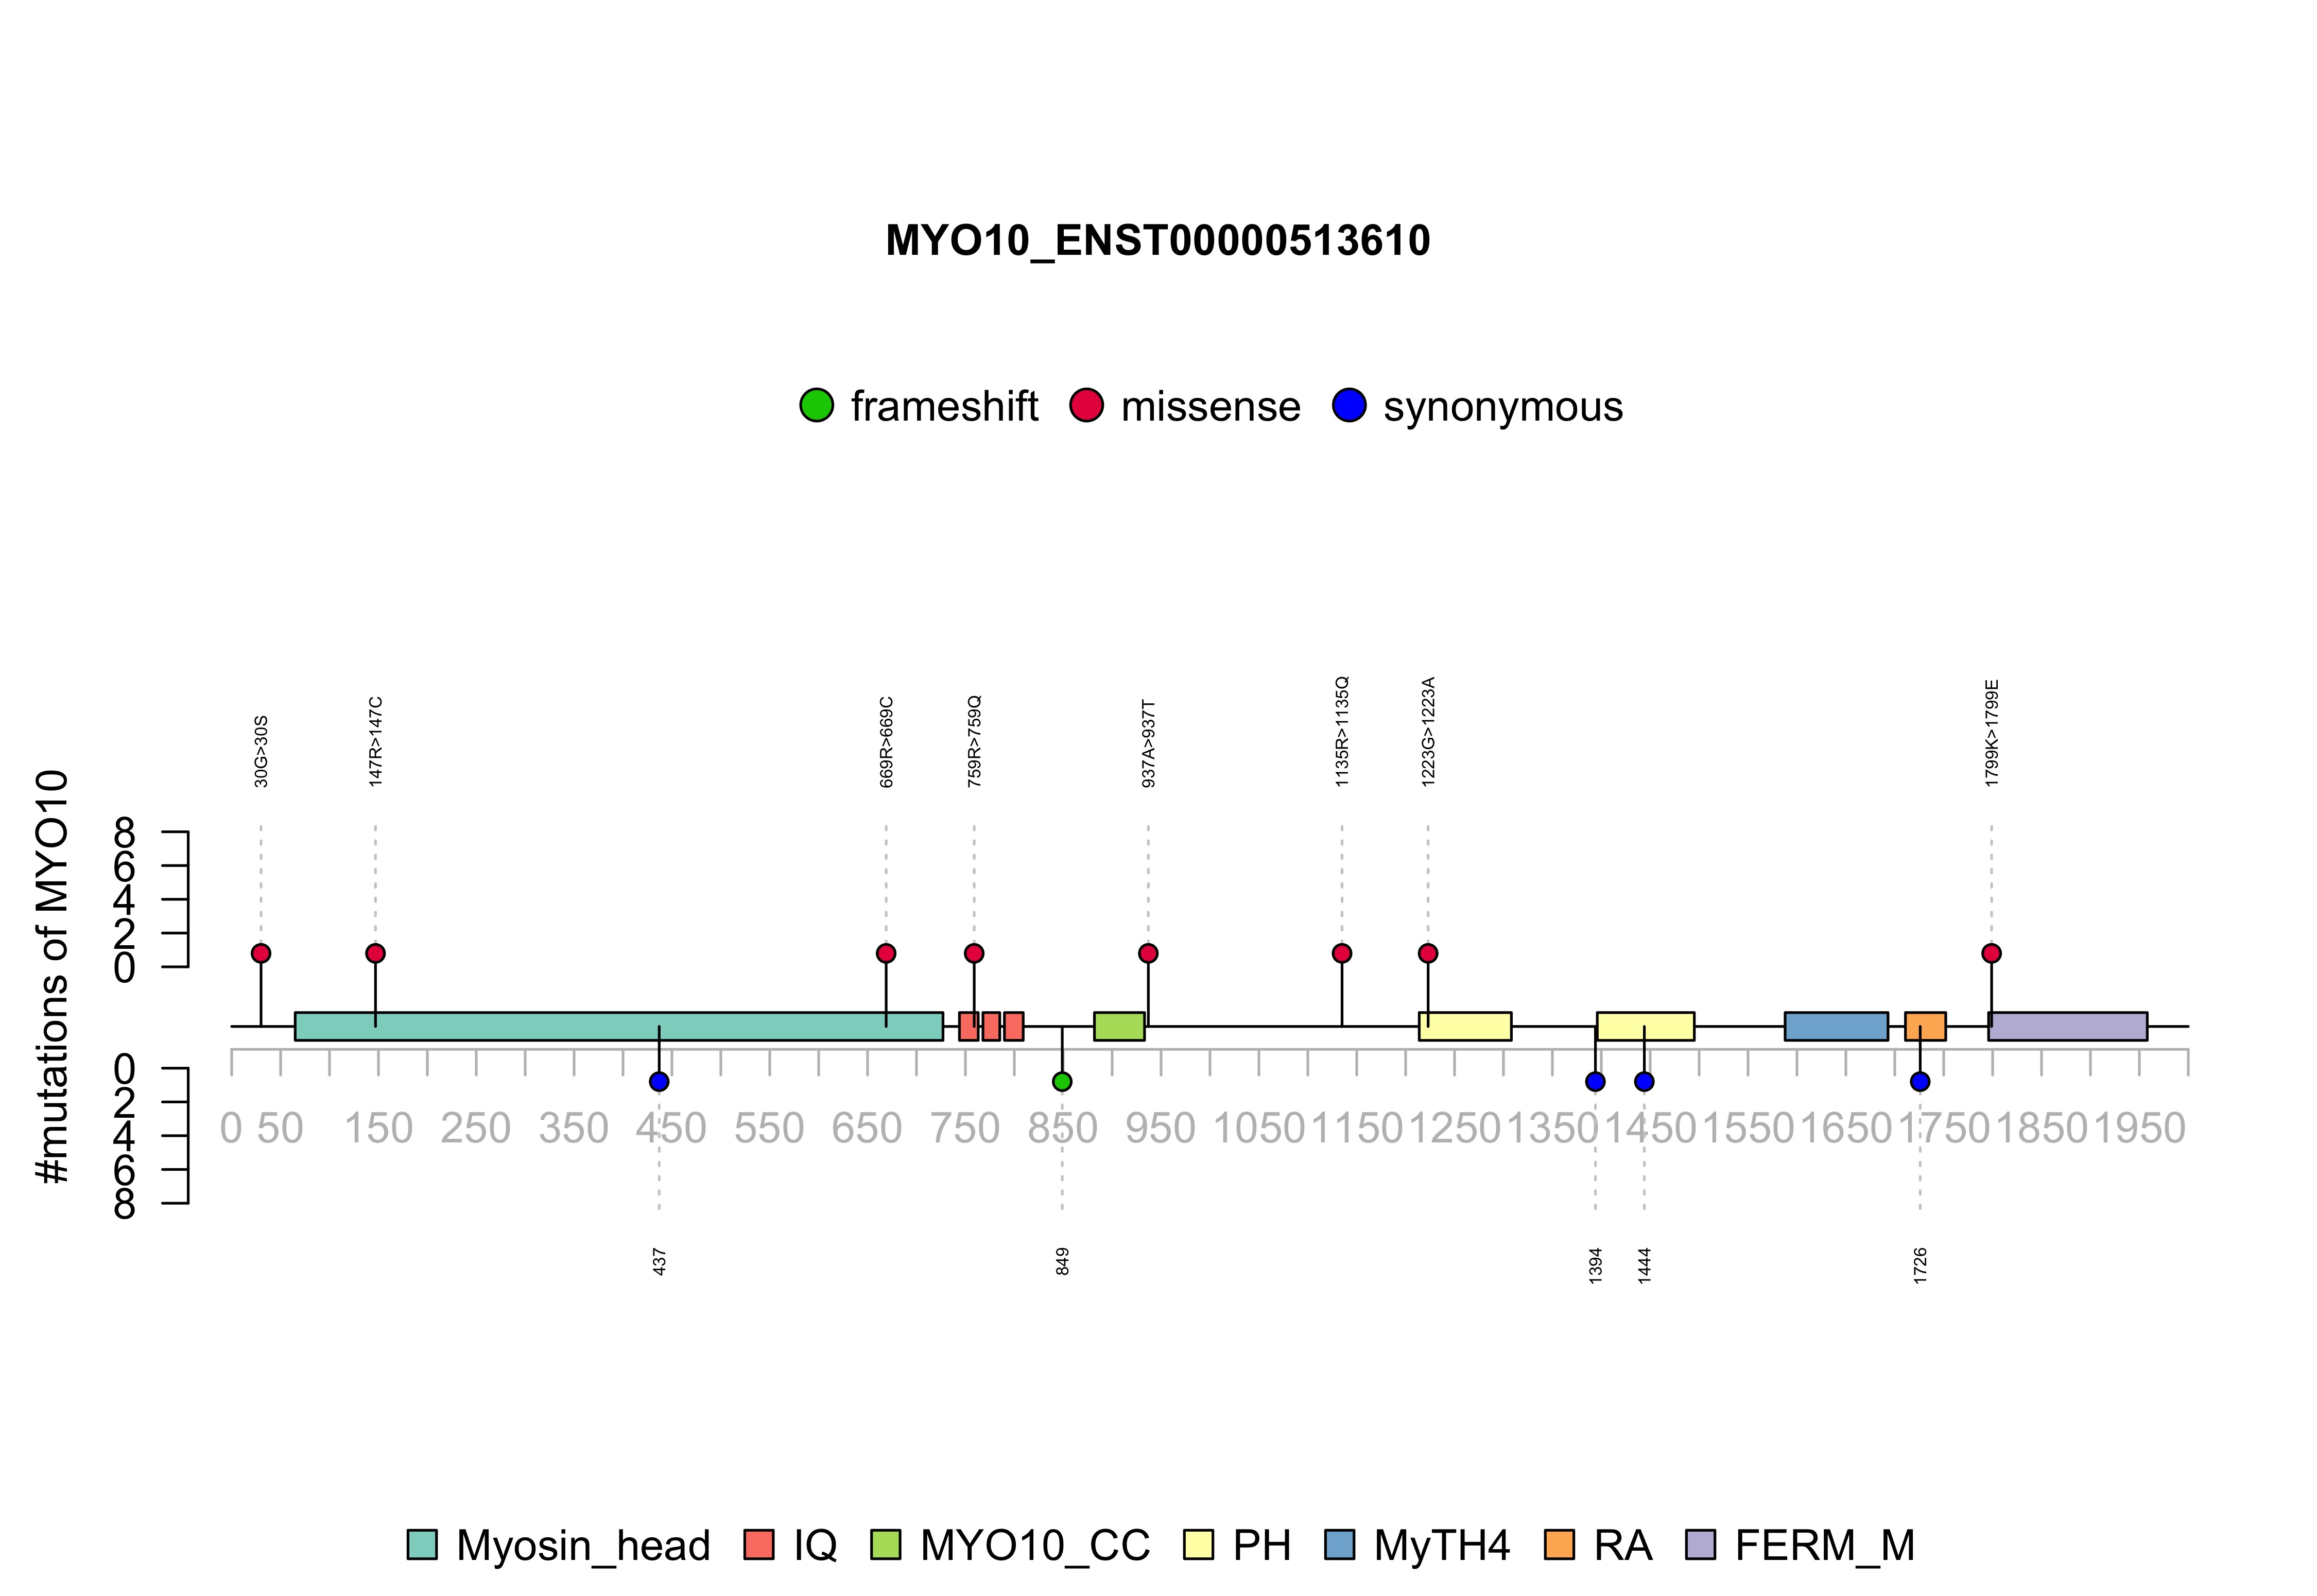 MYO10_ENST00000513610
frameshift missense synonymous
30G>30S 147R>147C 669R>669C 759R>759Q 937A>937T 1135R>1135Q 1223G>1223A 1799K>1799E
#mutations of MYO10
8
6
4
2
0
0
2
4
6
8
0 50 150 250 350 450 550 650 750 850 950 1050 1150 1250 1350 1450 1550 1650 1750 1850 1950
437 849 1394 1444 1726
Myosin_head IQ MYO10_CC PH MyTH4 RA FERM_M